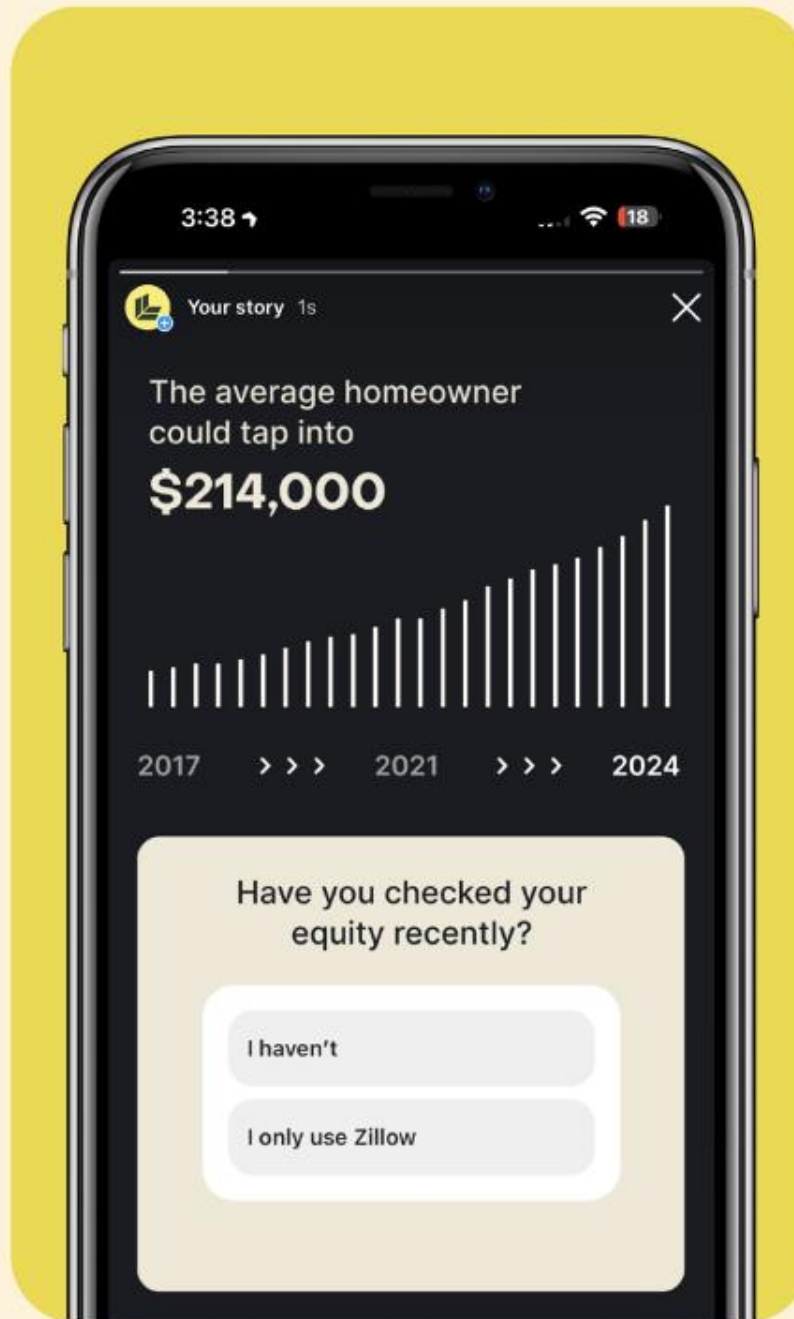 3:38
18
Your story 1s
The average homeowner
could tap into
$214,000
2017 > > > 2021 > > > 2024
Have you checked your
equity recently?
I haven't
I only use Zillow